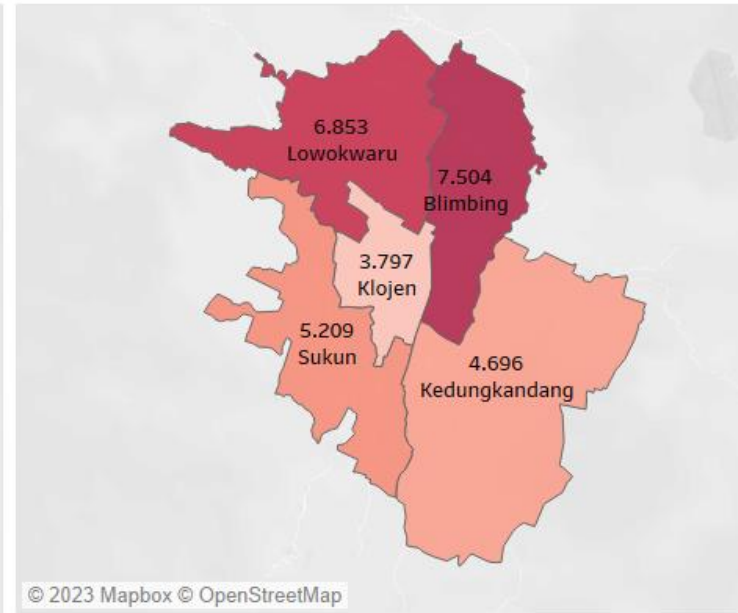 6.853
Lowokwaru
7.504
Blimbing
3.797
Klojen
5.209
Sukun
4.696
Kedungkandang
© 2023 Mapbox © OpenStreetMap